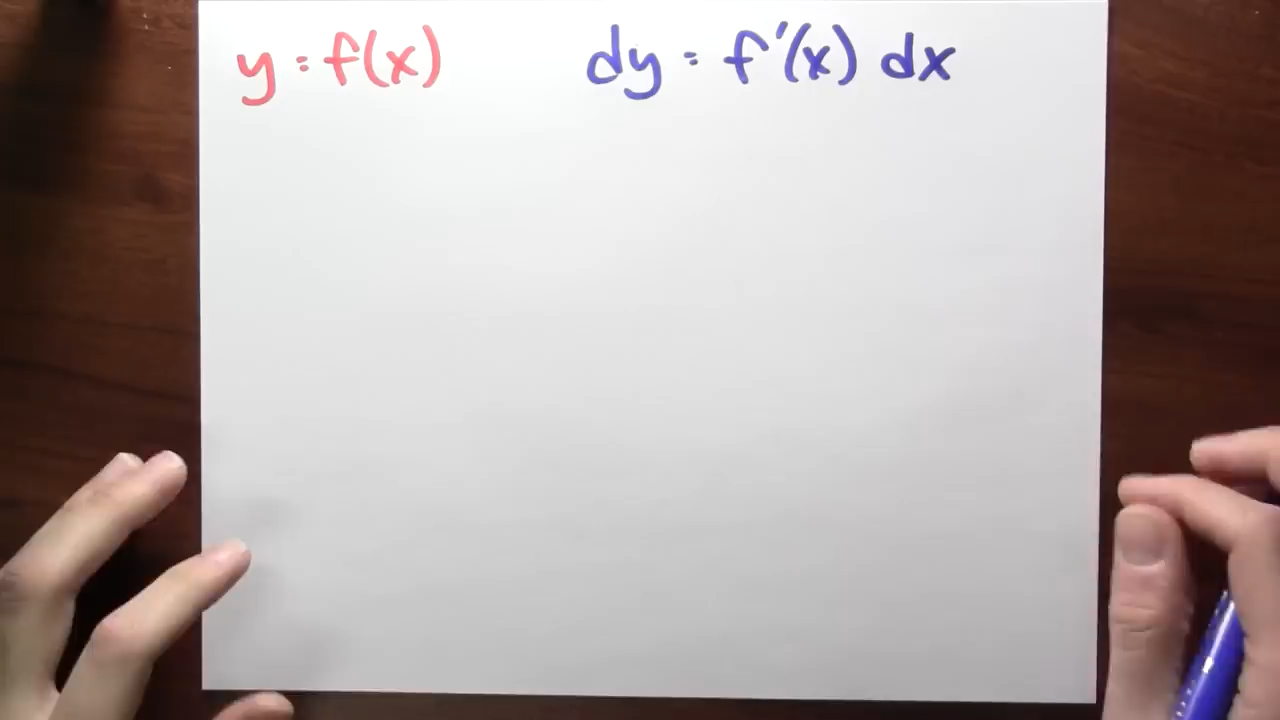 y = f(x) dy = f'(x) dx